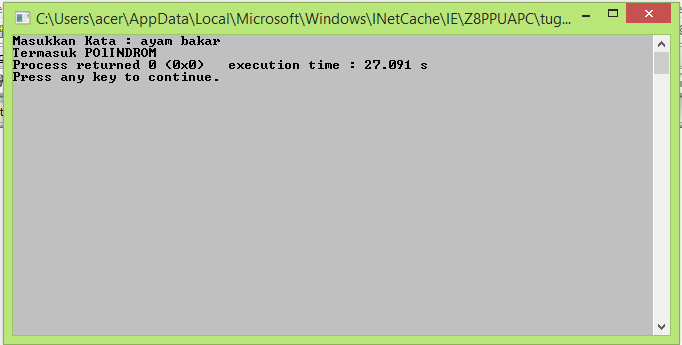 C:\Users\acer\AppData\Local\Microsoft\Windows\INetCache\IE\Z8PPUAPC\tug...
Masukkan Kata : ayam bakar
Termasuk POlINDROM
Process returned 0 (0x0)   execution time : 27.091 s
Press any key to continue.